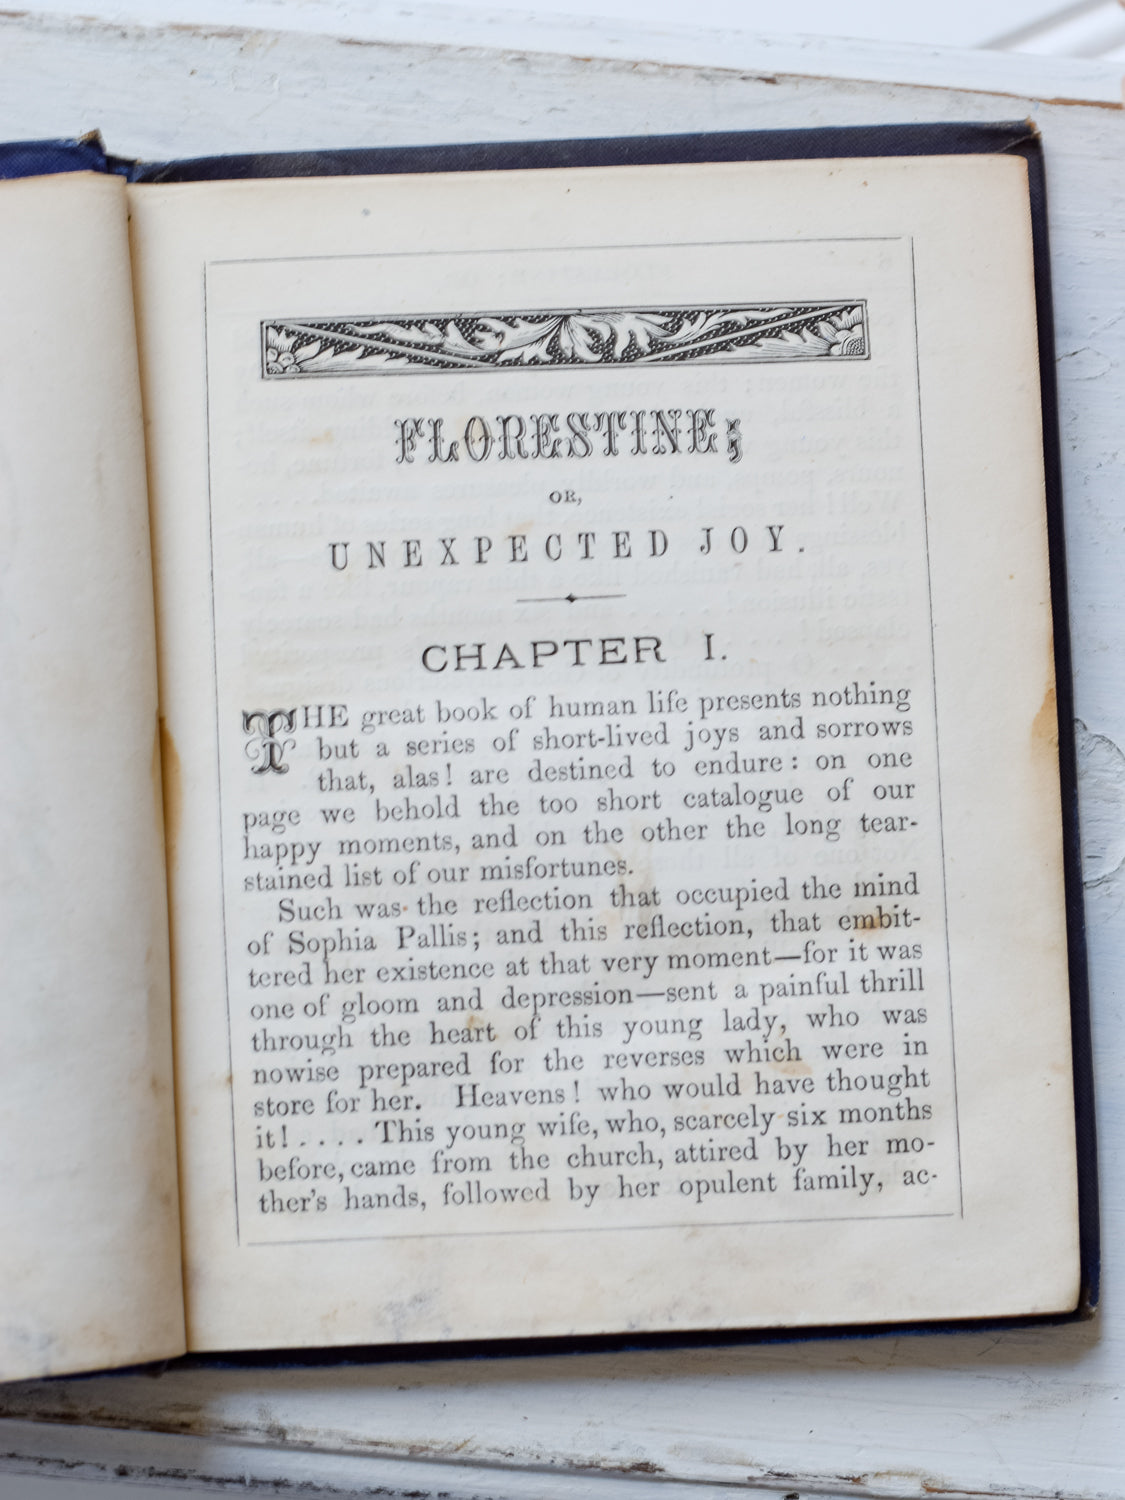 FLORESTINE;
OR,
UNEXPECTED JOY.
CHAPTER I.
THE great book of human life presents nothing
but a series of short-lived joys and sorrows
that, alas! are destined to endure: on one
page we behold the too short catalogue of our
happy moments, and on the other the long tear-
stained list of our misfortunes.
Such was the reflection that occupied the mind
of Sophia Pallis; and this reflection, that embit-
tered her existence at that very moment—for it was
one of gloom and depression—sent a painful thrill
through the heart of this young lady, who was
nowise prepared for the reverses which were in
store for her. Heavens! who would have thought
it! . . . . This young wife, who, scarcely six months
before, came from the church, attired by her mo-
ther's hands, followed by her opulent family, ac-